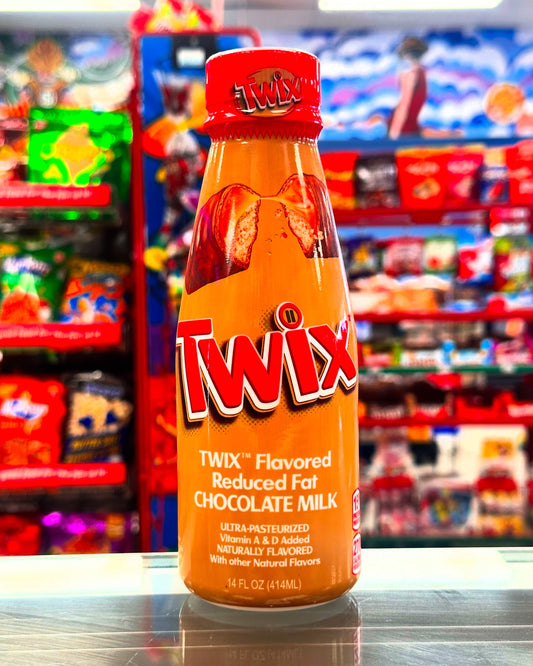 TWIX
TWIX
TWIX™ Flavored
Reduced Fat
CHOCOLATE MILK
ULTRA-PASTEURIZED
Vitamin A & D Added
NATURALLY FLAVORED
With other Natural Flavors
14 FL OZ (414ML)